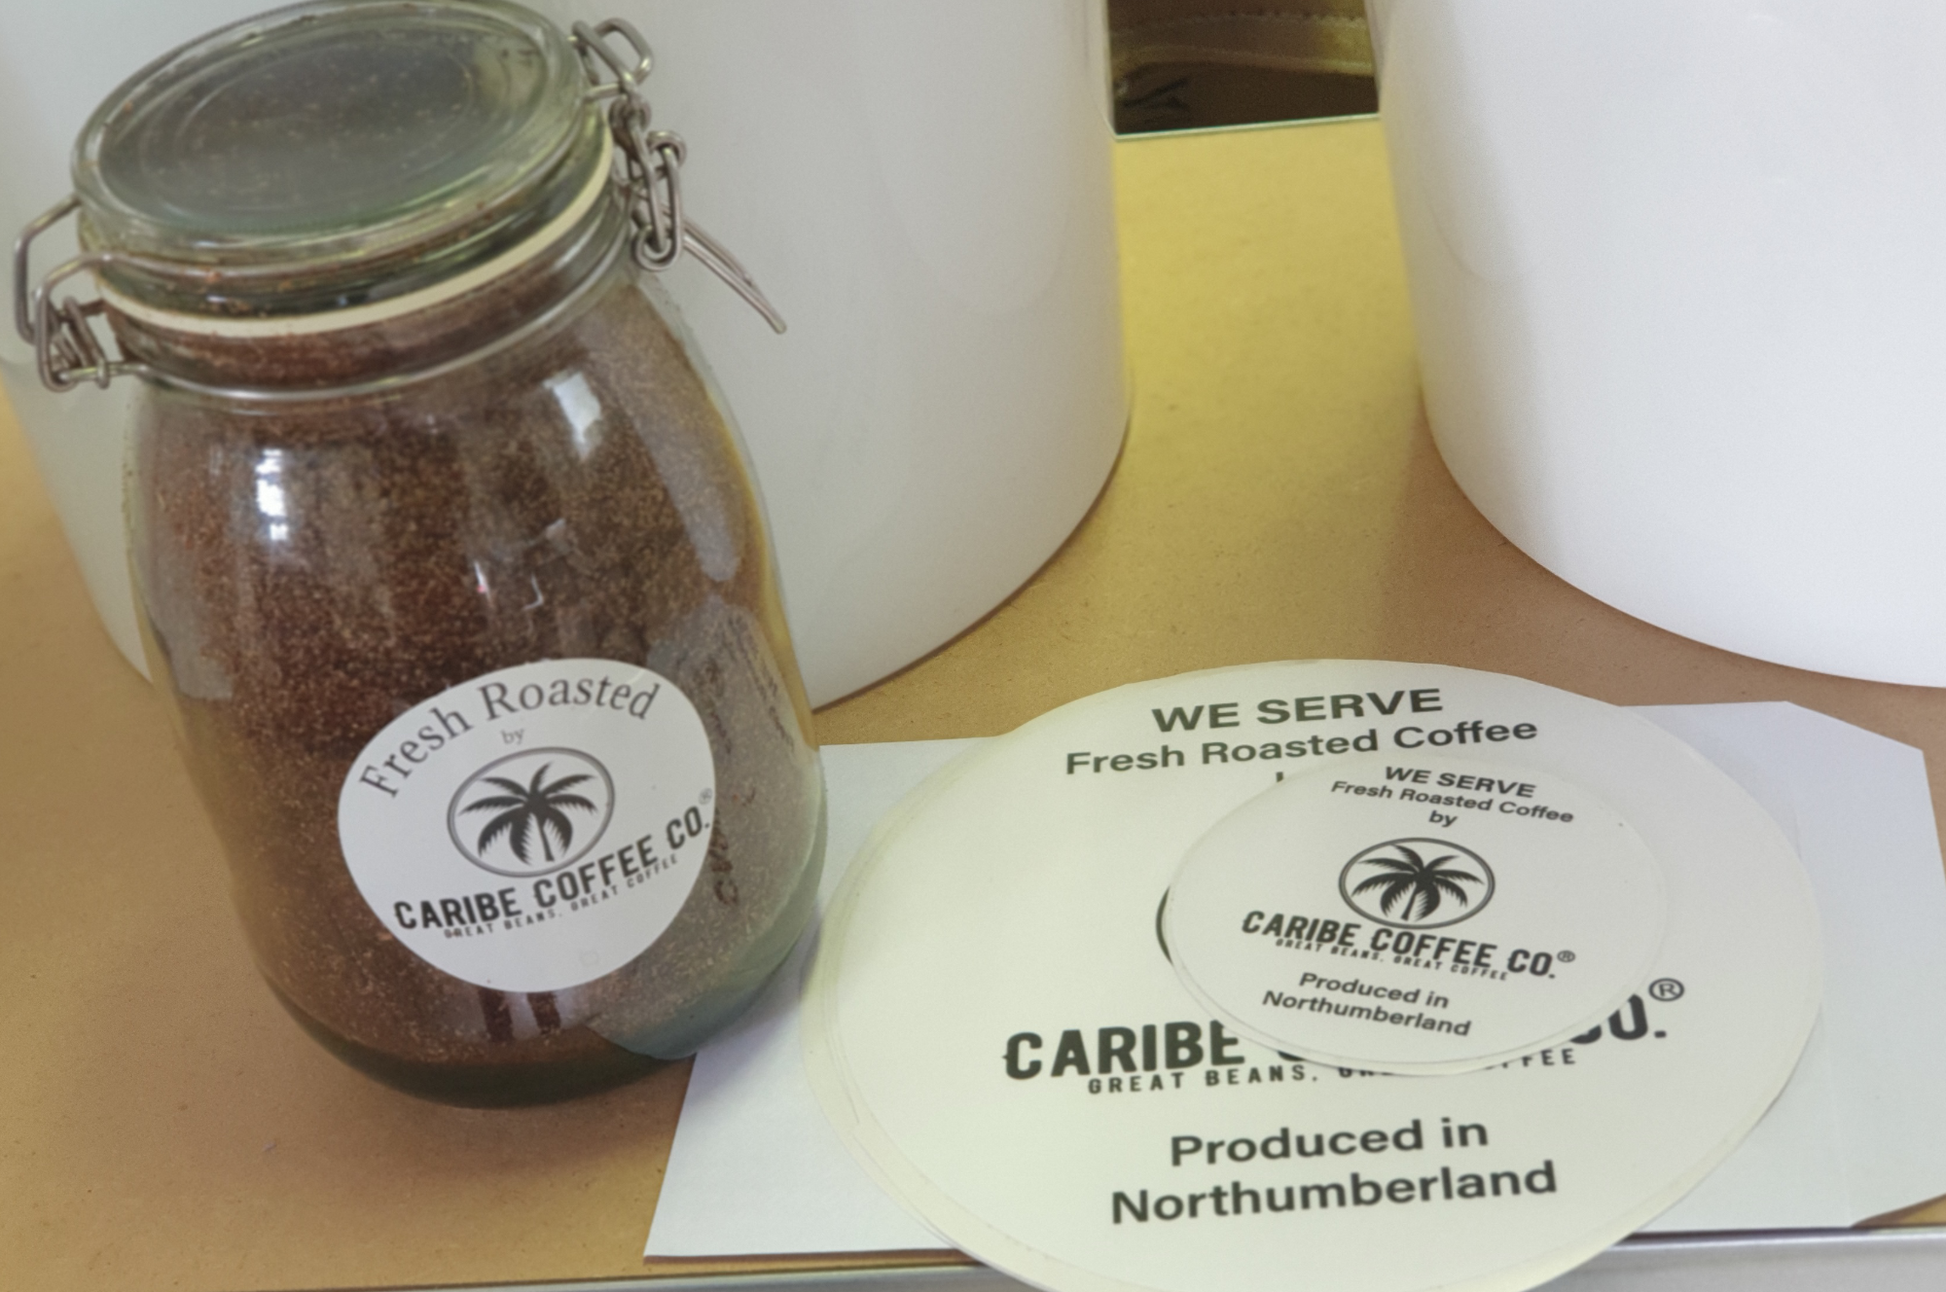 Fresh Roasted
by
CARIBE COFFEE CO.®
GREAT BEANS. GREAT COFFEE
WE SERVE
Fresh Roasted Coffee
CARIBE CO.®
GREAT BEANS.
Produced in
Northumberland
WE SERVE
Fresh Roasted Coffee
by
CARIBE COFFEE CO.®
GREAT BEANS. GREAT COFFEE
Produced in
Northumberland